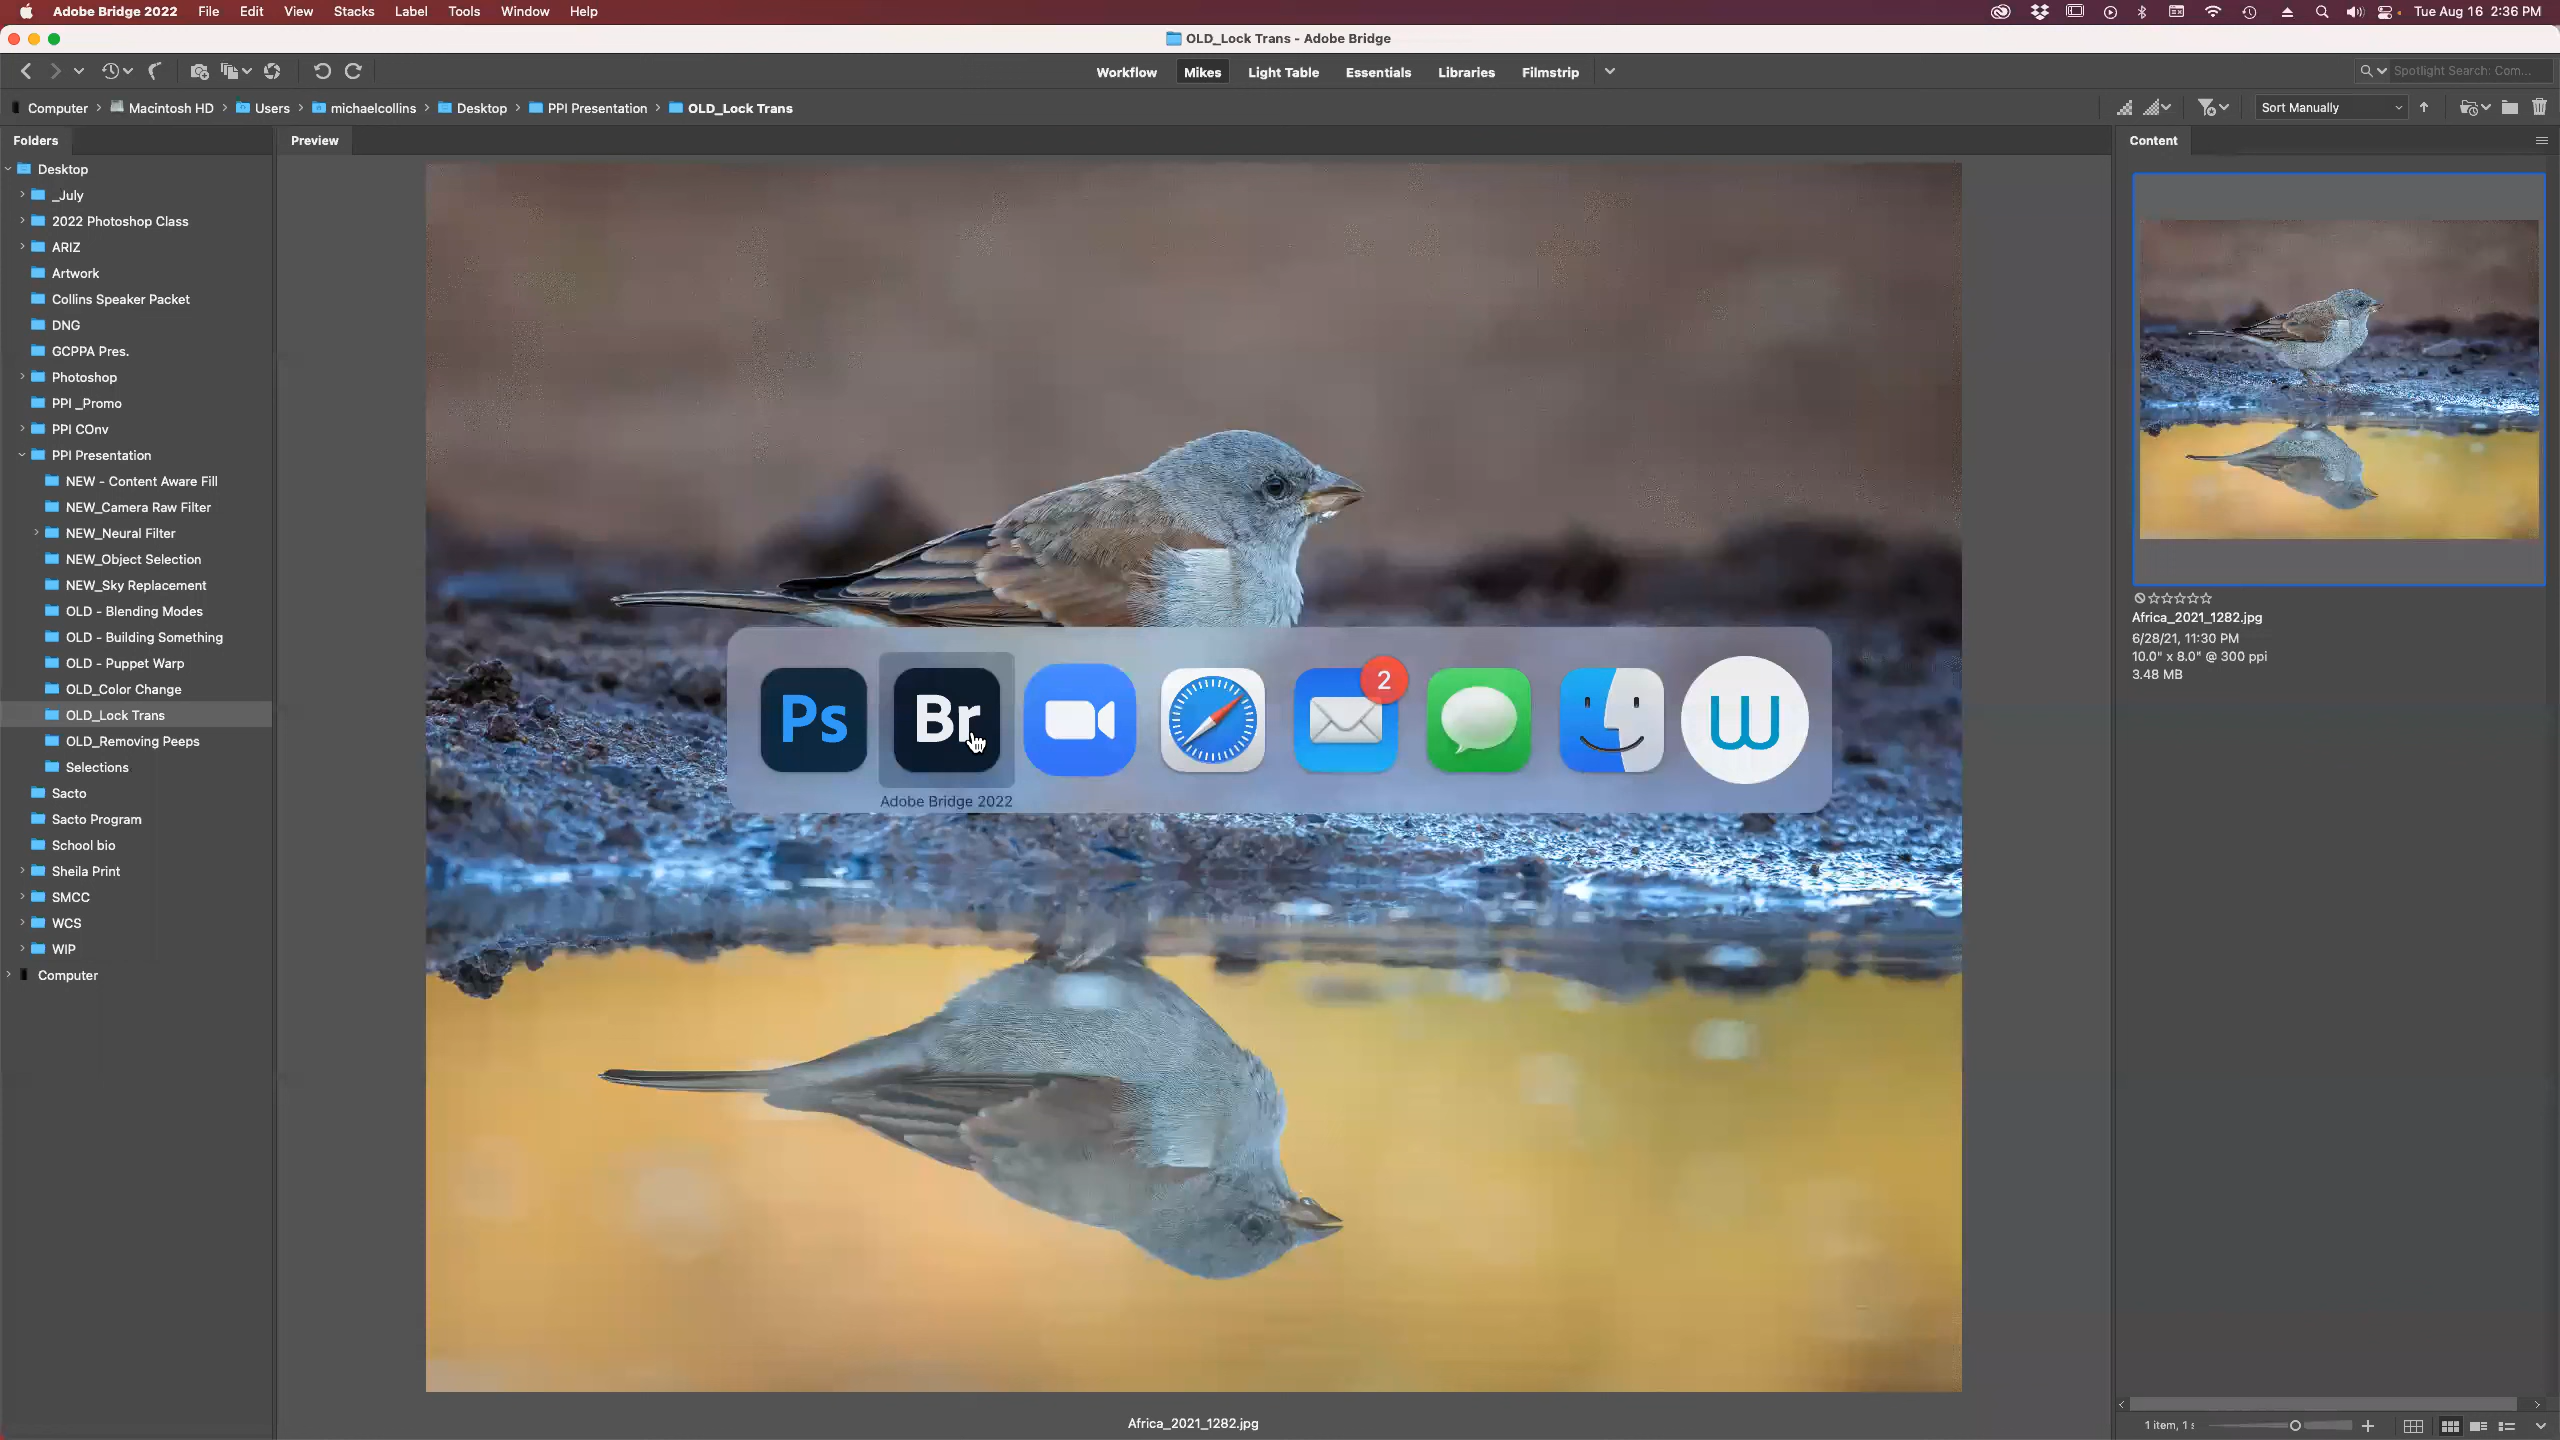 Adobe Bridge 2022 File Edit View Stacks Label Tools Window Help Tue Aug 16 2:36 PM
OLD_Lock Trans - Adobe Bridge
Workflow Mikes Light Table Essentials Libraries Filmstrip Spotlight Search: Com...
Computer Macintosh HD Users michaelcollins Desktop PPI Presentation OLD_Lock Trans Sort Manually
Folders
Preview
Content
Desktop
_July
2022 Photoshop Class
ARIZ
Artwork
Collins Speaker Packet
DNG
GCPPA Pres.
Photoshop
PPI _Promo
PPI COnv
PPI Presentation
NEW - Content Aware Fill
NEW_Camera Raw Filter
NEW_Neural Filter
NEW_Object Selection
NEW_Sky Replacement
OLD - Blending Modes
OLD - Building Something
OLD - Puppet Warp
OLD_Color Change
OLD_Lock Trans
OLD_Removing Peeps
Selections
Sacto
Sacto Program
School bio
Sheila Print
SMCC
WCS
WIP
Computer
Ps Br 2 W
Adobe Bridge 2022
Africa_2021_1282.jpg
Africa_2021_1282.jpg
6/28/21, 11:30 PM
10.0" x 8.0" @ 300 ppi
3.48 MB
1 item, 1 s